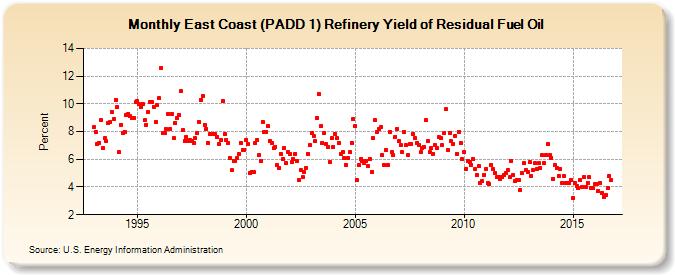 Monthly East Coast (PADD 1) Refinery Yield of Residual Fuel Oil
Percent
14
12
10
8
6
4
2
1995 2000 2005 2010 2015
Source: U.S. Energy Information Administration